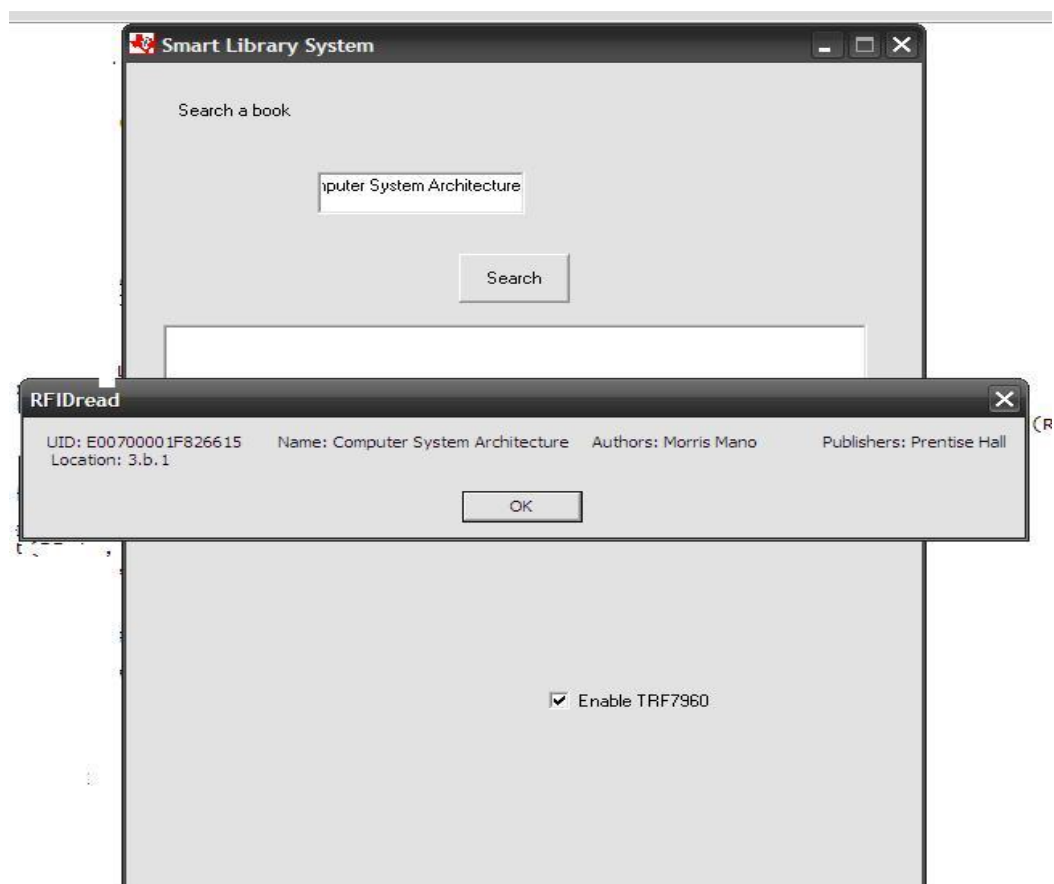 Smart Library System
Search a book
puter System Architecture
Search
RFIDread
UID: E00700001F826615 Name: Computer System Architecture Authors: Morris Mano Publishers: Prentise Hall
Location: 3.b.1
OK
Enable TRF7960